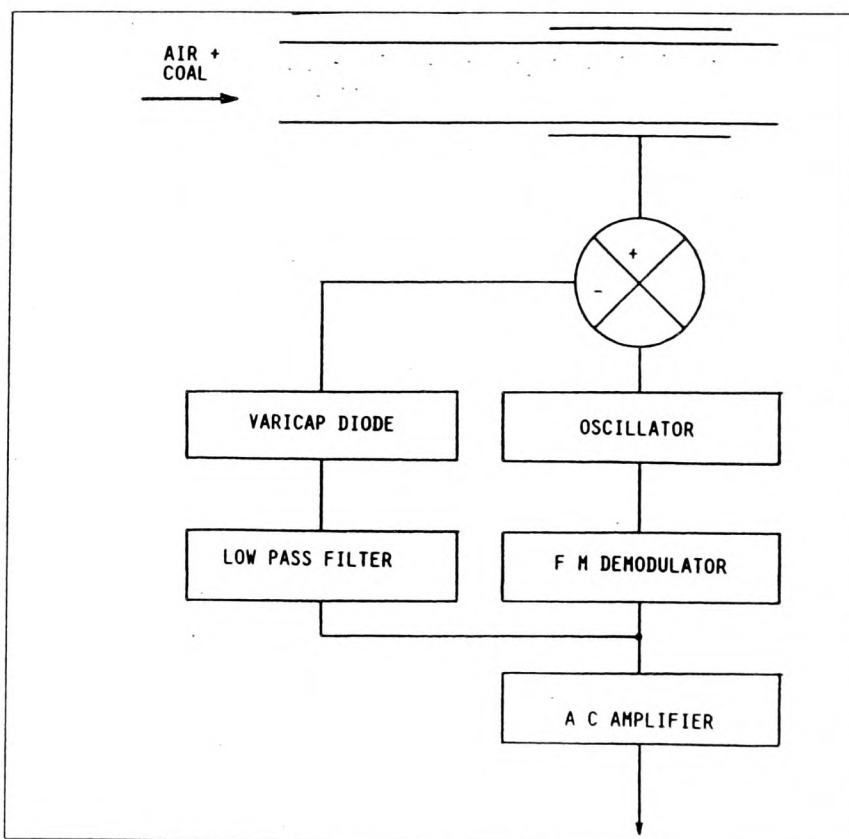 AIR +
COAL
+
-
VARICAP DIODE
OSCILLATOR
LOW PASS FILTER
F M DEMODULATOR
A C AMPLIFIER